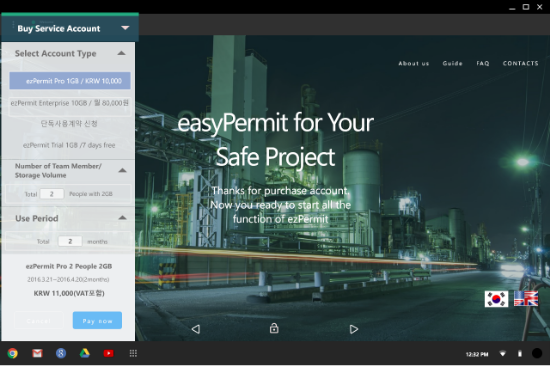 Buy Service Account
Select Account Type
ezPermit Pro 1GB / KRW 10,000
ezPermit Enterprise 10GB / 월 60,000원
단독사용계약 신청
ezPermit Trial 1GB /7 days free
Number of Team Member/
Storage Volume
Total 2 People with 2GB
Use Period
Total 2 months
ezPermit Pro 2 People 2GB
2016.3.21~2016.4.20(2months)
KRW 11,000(VAT포함)
Pay now
About us Guide FAQ CONTACTS
easyPermit for Your
Safe Project
Thanks for purchase account,
Now you ready to start all the
function of ezPermit
12:32 PM